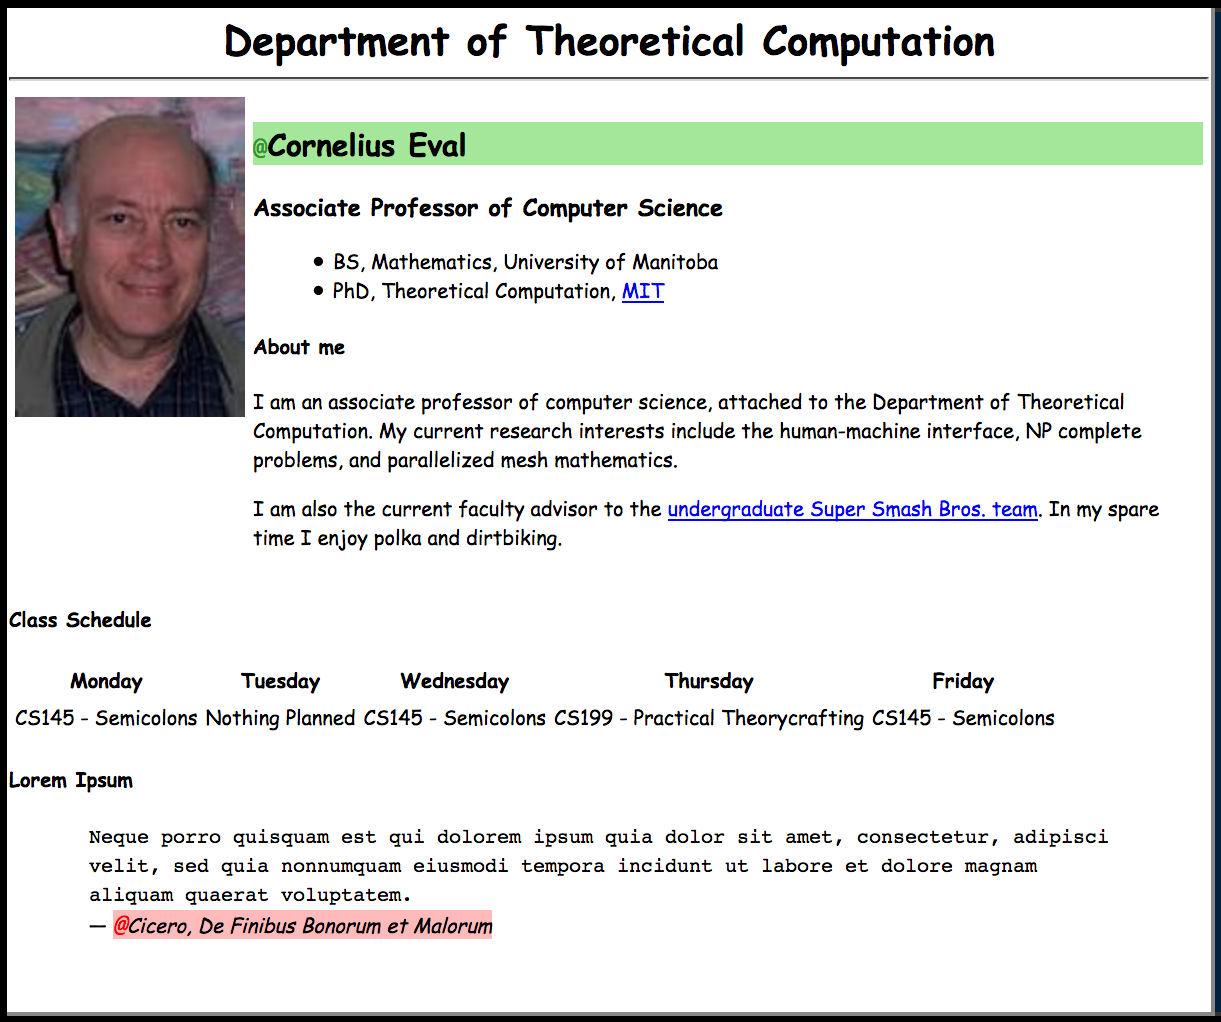 Department of Theoretical Computation
@Cornelius Eval
Associate Professor of Computer Science
• BS, Mathematics, University of Manitoba
• PhD, Theoretical Computation, MIT
About me
I am an associate professor of computer science, attached to the Department of Theoretical
Computation. My current research interests include the human-machine interface, NP complete
problems, and parallelized mesh mathematics.
I am also the current faculty advisor to the undergraduate Super Smash Bros. team. In my spare
time I enjoy polka and dirtbiking.
Class Schedule
Monday Tuesday Wednesday Thursday Friday
CS145 - Semicolons Nothing Planned CS145 - Semicolons CS199 - Practical Theorycrafting CS145 - Semicolons
Lorem Ipsum
Neque porro quisquam est qui dolorem ipsum quia dolor sit amet, consectetur, adipisci
velit, sed quia nonnumquam eiusmodi tempora incidunt ut labore et dolore magnam
aliquam quaerat voluptatem.
— @Cicero, De Finibus Bonorum et Malorum